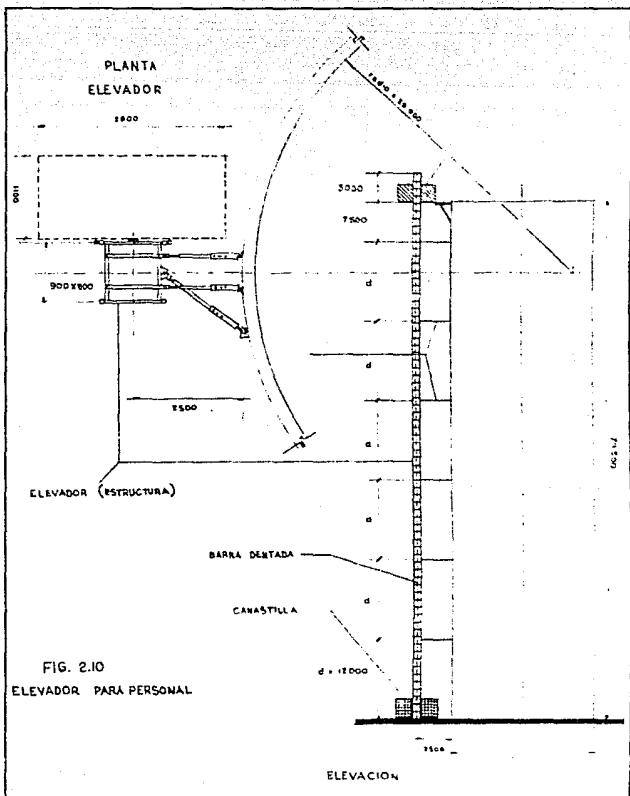 PLANTA
ELEVADOR
2800
1100
900X800
2500
ELEVADOR (ESTRUCTURA)
3030
7500
d
d
d
d
d
d = 12000
BARRA DENTADA
CANASTILLA
2500
FIG. 2.10
ELEVADOR PARA PERSONAL
ELEVACION